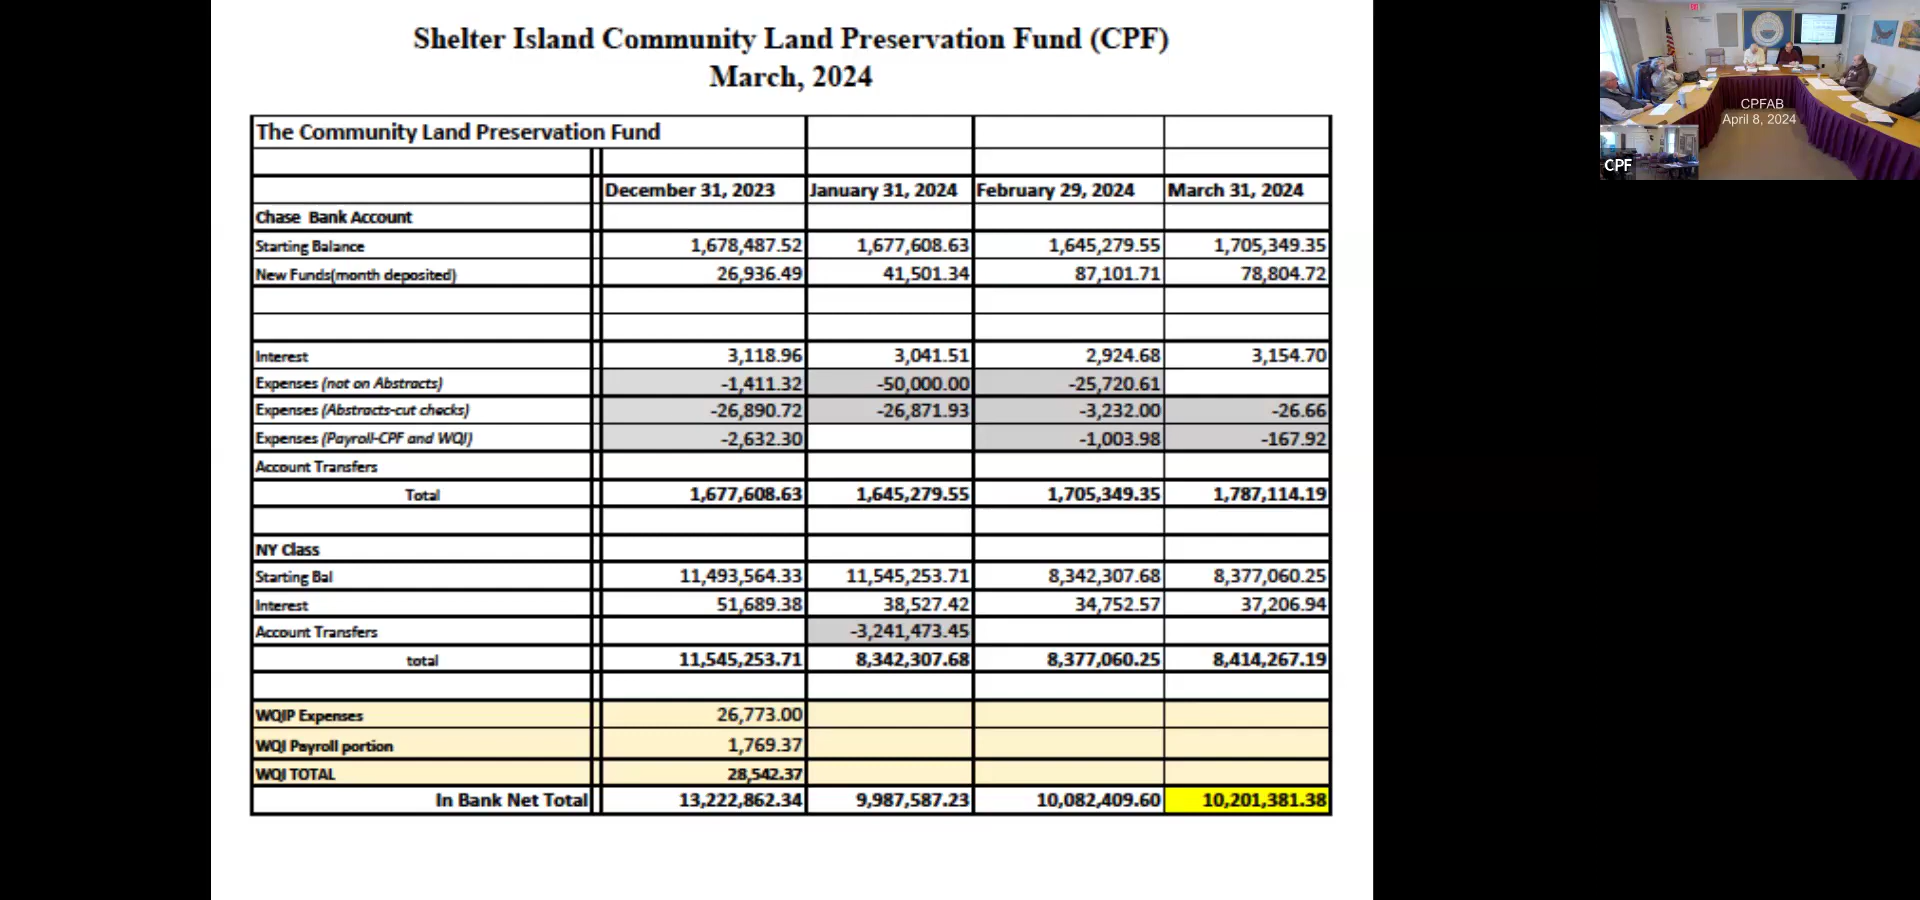 Shelter Island Community Land Preservation Fund (CPF)
March, 2024
The Community Land Preservation Fund
December 31, 2023 January 31, 2024 February 29, 2024 March 31, 2024
Chase Bank Account
Starting Balance 1,678,487.52 1,677,608.63 1,645,279.55 1,705,349.35
New Funds(month deposited) 26,936.49 41,501.34 87,101.71 78,804.72
Interest 3,118.96 3,041.51 2,924.68 3,154.70
Expenses (not on Abstracts) -1,411.32 -50,000.00 -25,720.61
Expenses (Abstracts-cut checks) -26,890.72 -26,871.93 -3,232.00 -26.66
Expenses (Payroll-CPF and WQI) -2,632.30 -1,003.98 -167.92
Account Transfers
Total 1,677,608.63 1,645,279.55 1,705,349.35 1,787,114.19
NY Class
Starting Bal 11,493,564.33 11,545,253.71 8,342,307.68 8,377,060.25
Interest 51,689.38 38,527.42 34,752.57 37,206.94
Account Transfers -3,241,473.45
total 11,545,253.71 8,342,307.68 8,377,060.25 8,414,267.19
WQIP Expenses 26,773.00
WQI Payroll portion 1,769.37
WQI TOTAL 28,542.37
In Bank Net Total 13,222,862.34 9,987,587.23 10,082,409.60 10,201,381.38
CPFAB
April 8, 2024
CPF